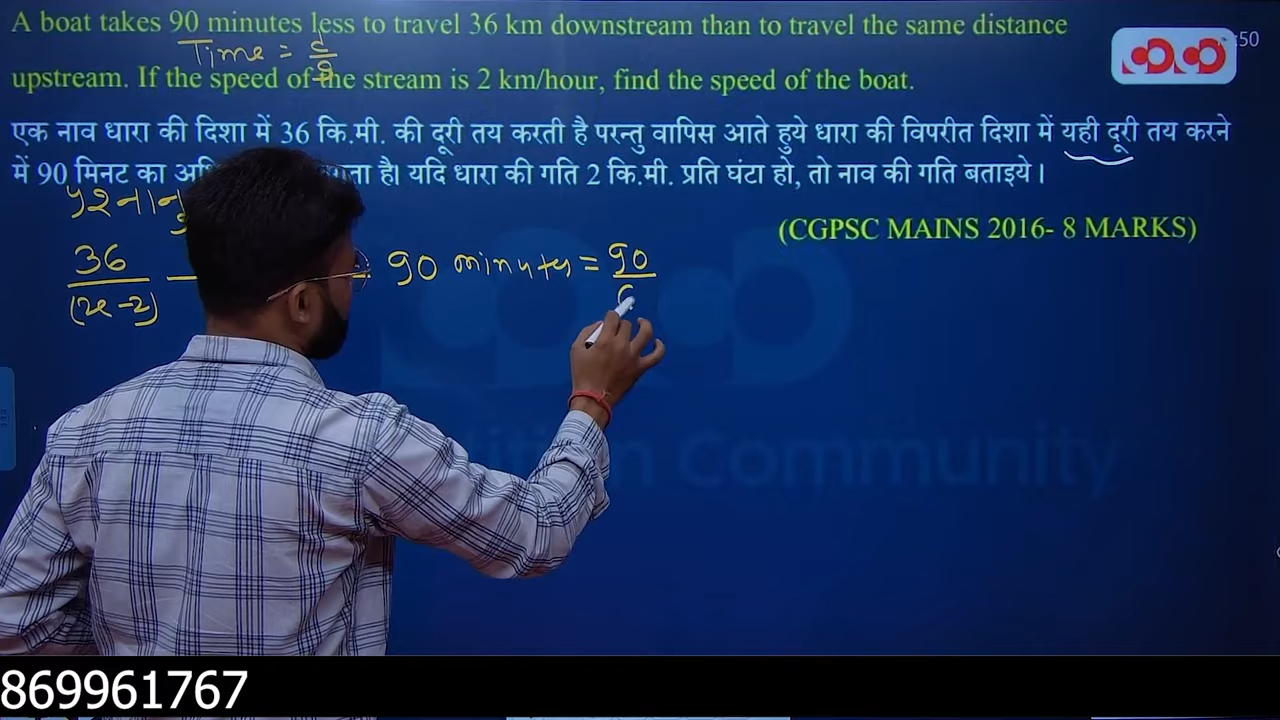 A boat takes 90 minutes less to travel 36 km downstream than to travel the same distance
Time = d/s
upstream. If the speed of the stream is 2 km/hour, find the speed of the boat.
:50
एक नाव धारा की दिशा में 36 कि.मी. की दूरी तय करती है परन्तु वापिस आते हुये धारा की विपरीत दिशा में यही दूरी तय करने
में 90 मिनट का है। यदि धारा की गति 2 कि.मी. प्रति घंटा हो, तो नाव की गति बताइये।
(CGPSC MAINS 2016- 8 MARKS)
36/(x-2) - 90 minutes = 90/6
Community
869961767